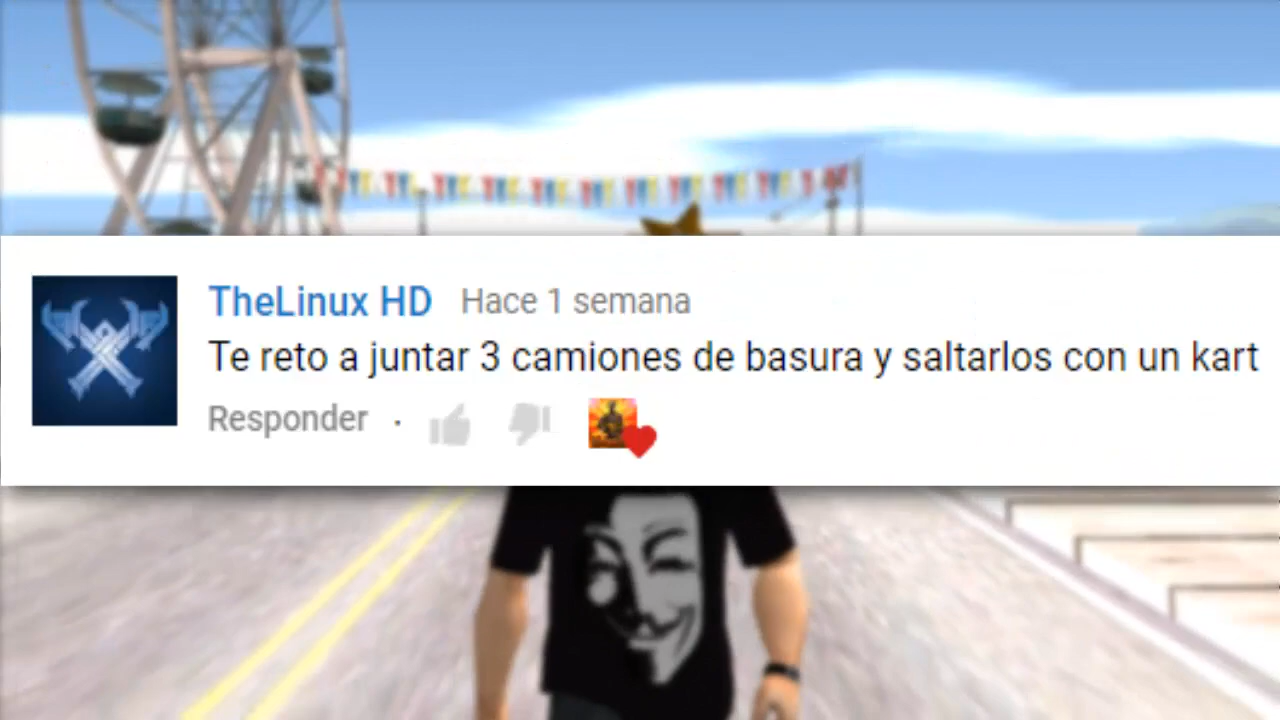 TheLinux HD Hace 1 semana
Te reto a juntar 3 camiones de basura y saltarlos con un kart
Responder ·